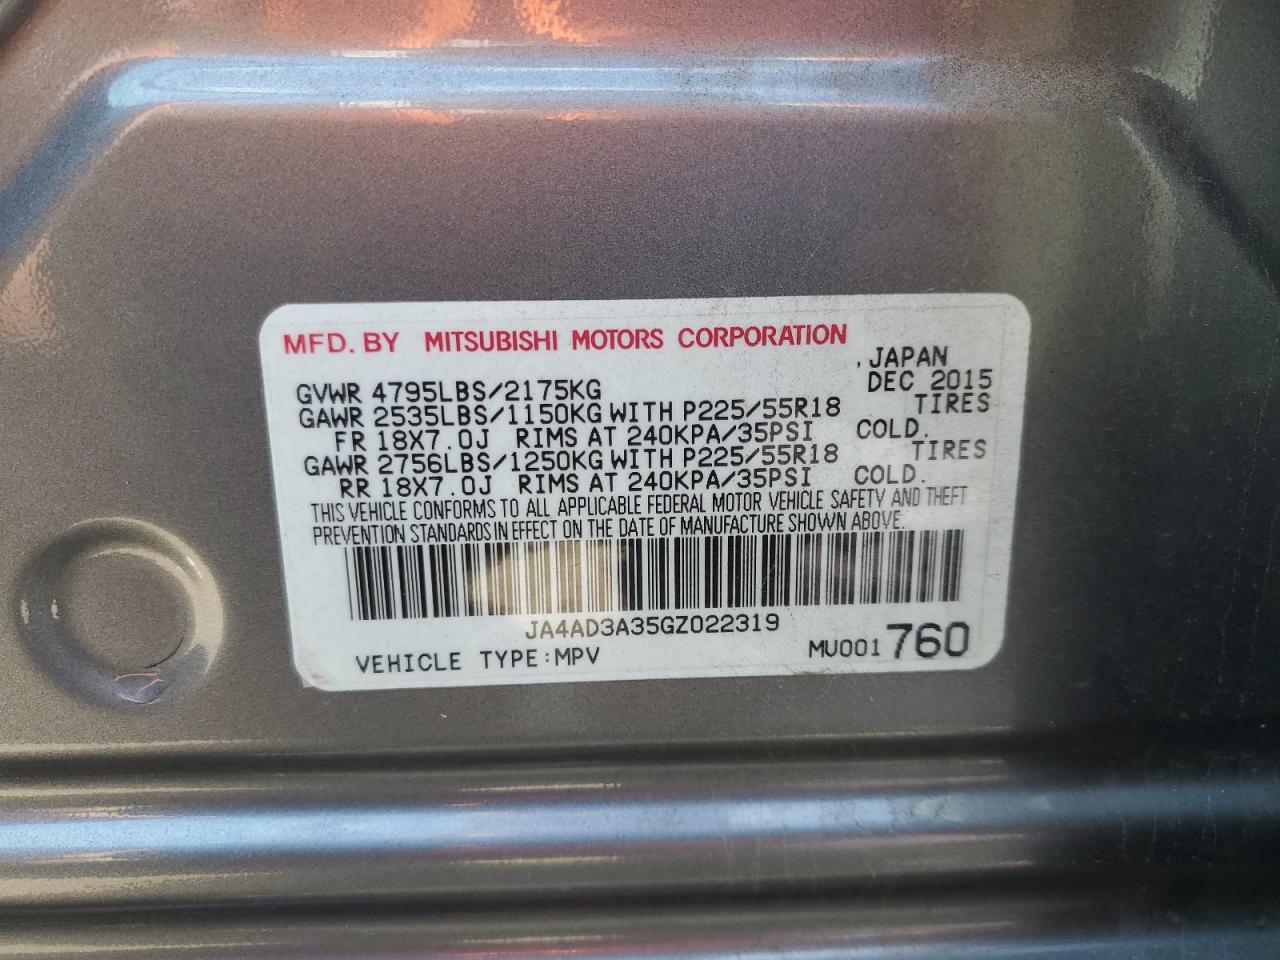 MFD. BY MITSUBISHI MOTORS CORPORATION
, JAPAN
GVWR 4795LBS/2175KG DEC 2015
GAWR 2535LBS/1150KG WITH P225/55R18 TIRES
FR 18X7.0J RIMS AT 240KPA/35PSI COLD.
GAWR 2756LBS/1250KG WITH P225/55R18 TIRES
RR 18X7.0J RIMS AT 240KPA/35PSI COLD.
THIS VEHICLE CONFORMS TO ALL APPLICABLE FEDERAL MOTOR VEHICLE SAFETY AND THEFT
PREVENTION STANDARDS IN EFFECT ON THE DATE OF MANUFACTURE SHOWN ABOVE.
JA4AD3A35GZ022319
VEHICLE TYPE:MPV MU001 760